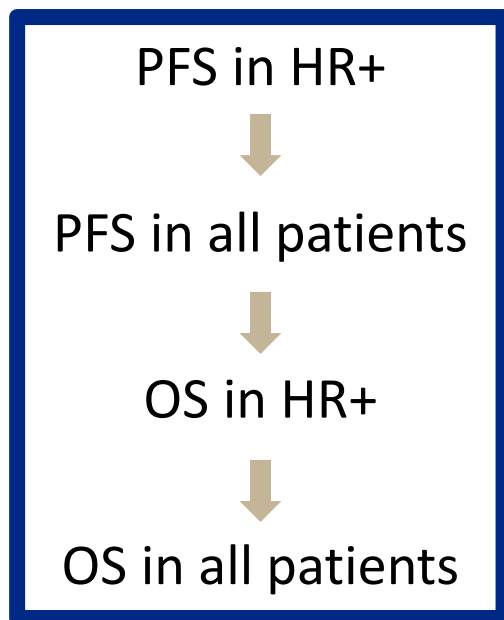 PFS in HR+
PFS in all patients
OS in HR+
OS in all patients